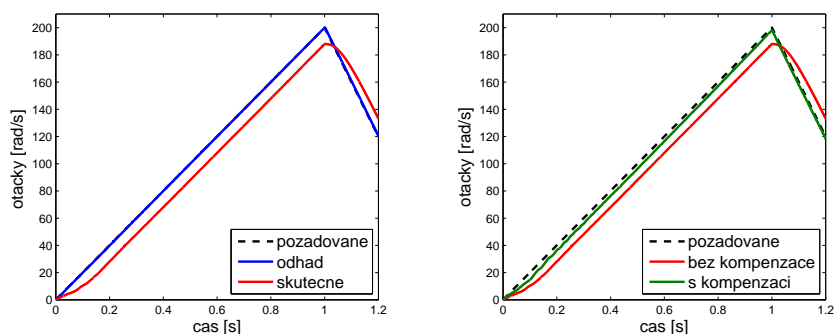 200
180
160
140
120
100
80
60
40
20
0
0 0.2 0.4 0.6 0.8 1 1.2
otacky [rad/s]
cas [s]
pozadovane
odhad
skutecne
200
180
160
140
120
100
80
60
40
20
0
0 0.2 0.4 0.6 0.8 1 1.2
otacky [rad/s]
cas [s]
pozadovane
bez kompenzace
s kompenzaci